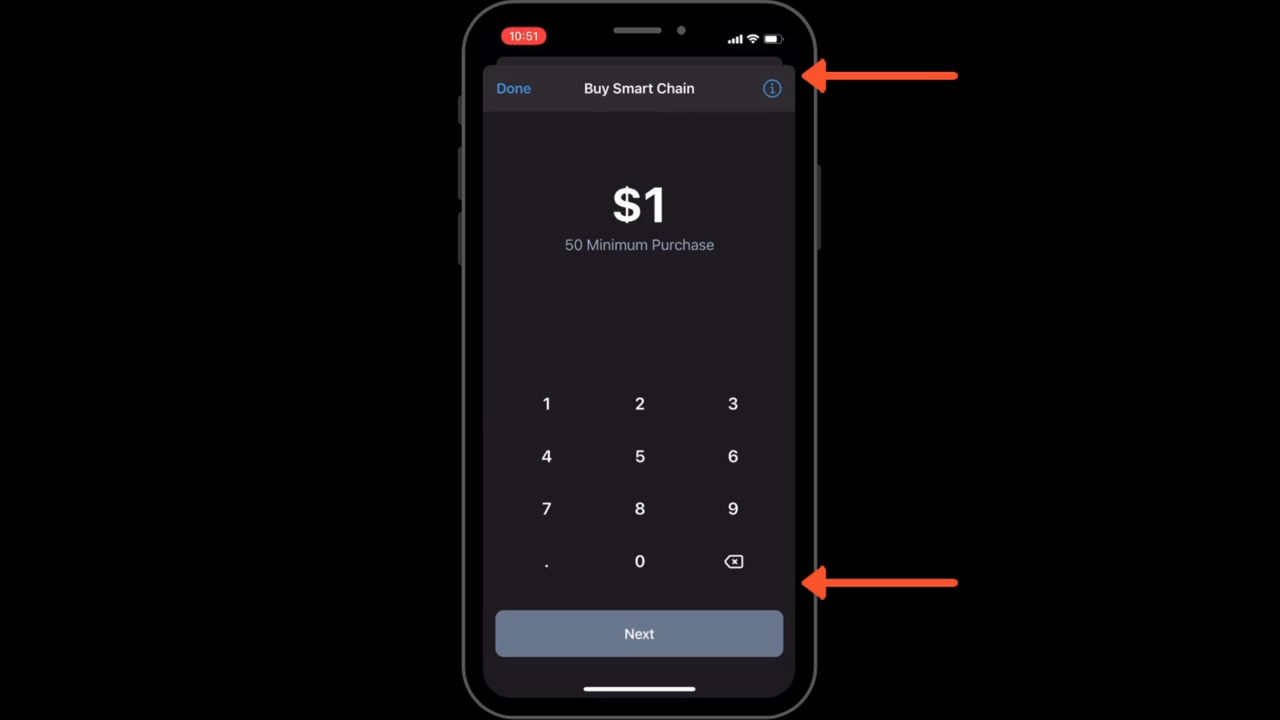 10:51
Done Buy Smart Chain
$1
50 Minimum Purchase
1 2 3
4 5 6
7 8 9
. 0
Next